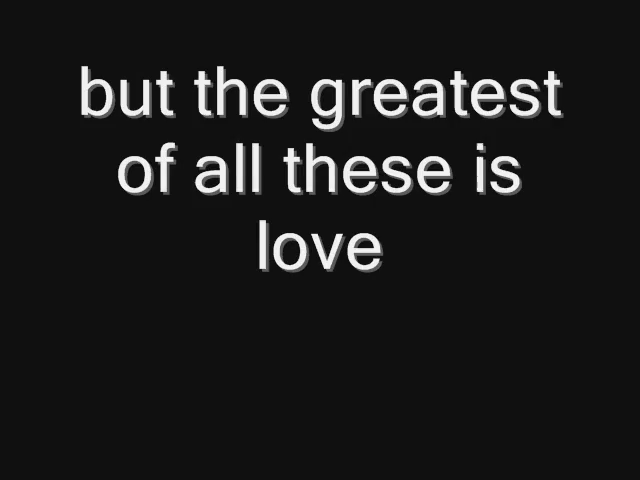 but the greatest
of all these is
love